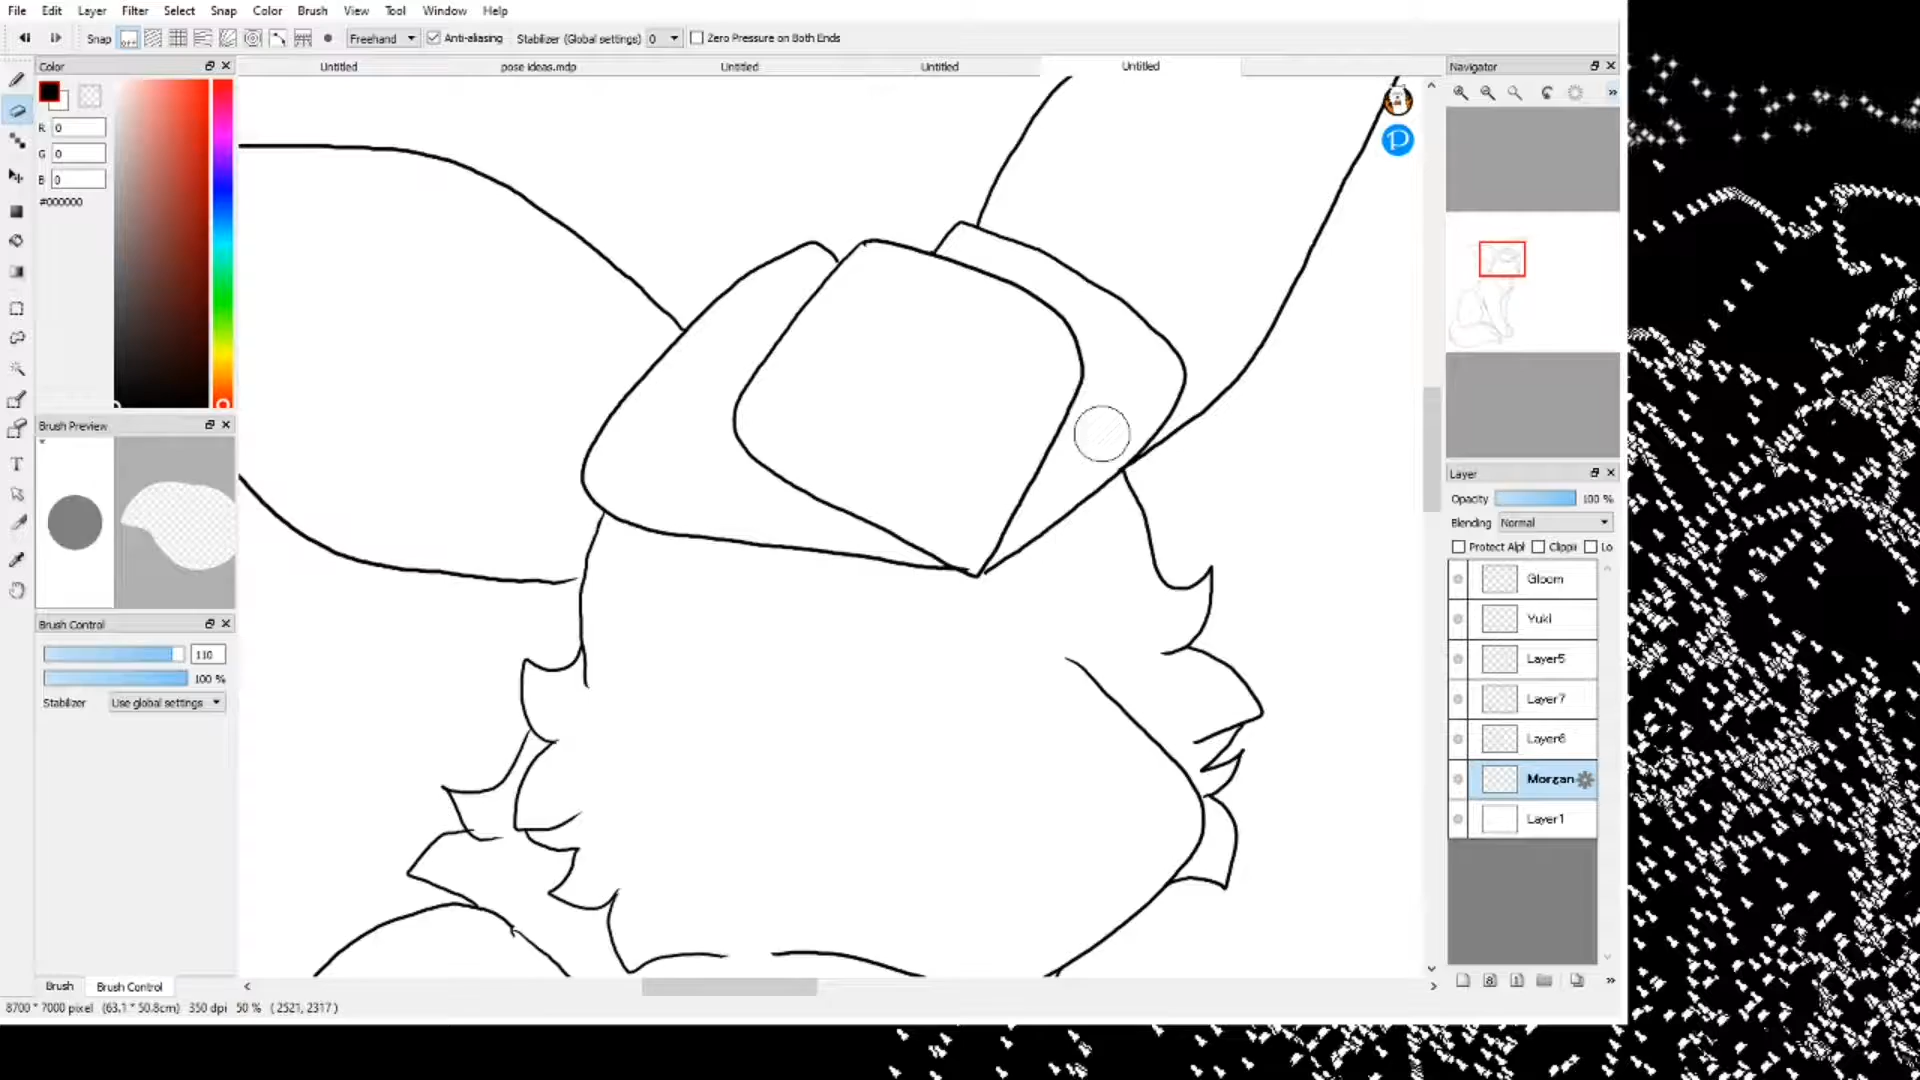 File Edit Layer Filter Select Snap Color Brush View Tool Window Help
Snap off Freehand Anti-aliasing Stabilizer (Global settings) 0 Zero Pressure on Both Ends
Color
Untitled pose ideas.mdp Untitled Untitled Untitled
Navigator
R 0
G 0
B 0
#000000
Brush Preview
Brush Control
110
100 %
Stabilizer Use global settings
Layer
Opacity 100 %
Blending Normal
Protect Alpl Clippi Lo
Gloom
Yuki
Layer5
Layer7
Layer6
Morgan
Layer1
Brush Brush Control
8700 * 7000 pixel (63.1 * 50.8cm) 350 dpi 50 % ( 2521, 2317 )